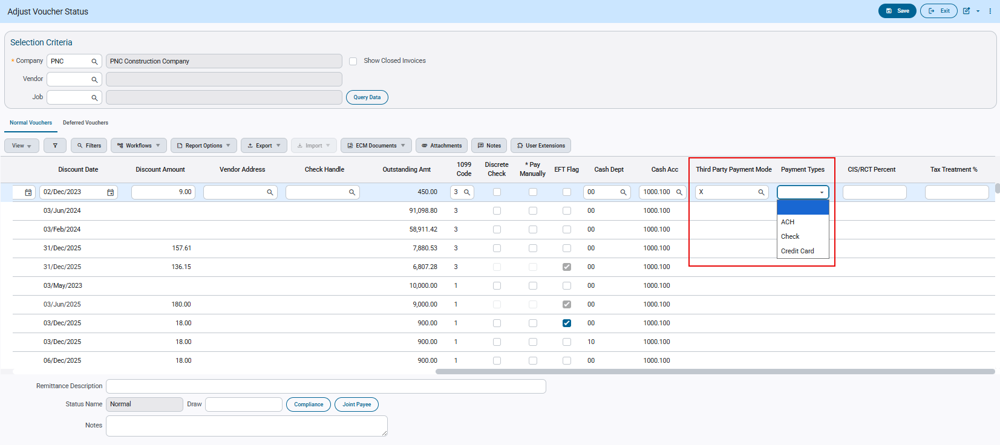 Adjust Voucher Status
Save
Exit
Selection Criteria
* Company PNC PNC Construction Company Show Closed Invoices
Vendor
Job Query Data
Normal Vouchers Deferred Vouchers
View Filters Workflows Report Options Export Import ECM Documents Attachments Notes User Extensions
Discount Date Discount Amount Vendor Address Check Handle Outstanding Amt 1099 Code Discrete Check * Pay Manually EFT Flag Cash Dept Cash Acc Third Party Payment Mode Payment Types CIS/RCT Percent Tax Treatment %
02/Dec/2023 9.00 450.00 3 00 1000.100 X
03/Jun/2024 91,098.80 3 00 1000.100
ACH
03/Feb/2024 58,911.42 3 00 1000.100
Check
31/Dec/2025 157.61 7,880.53 3 00 1000.100
Credit Card
31/Dec/2025 136.15 6,807.28 3 00 1000.100
03/May/2023 10,000.00 1 00 1000.100
03/Jun/2025 180.00 9,000.00 1 00 1000.100
03/Dec/2025 18.00 900.00 1 00 1000.100
03/Dec/2025 18.00 900.00 1 10 1000.100
06/Dec/2025 18.00 900.00 1 00 1000.100
Remittance Description
Status Name Normal Draw Compliance Joint Payee
Notes